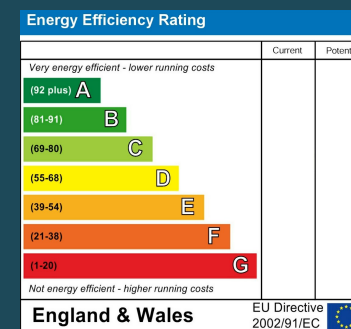 Energy Efficiency Rating
Current Potent
Very energy efficient - lower running costs
(92 plus) A
(81-91) B
(69-80) C
(55-68) D
(39-54) E
(21-38) F
(1-20) G
Not energy efficient - higher running costs
England & Wales
EU Directive
2002/91/EC